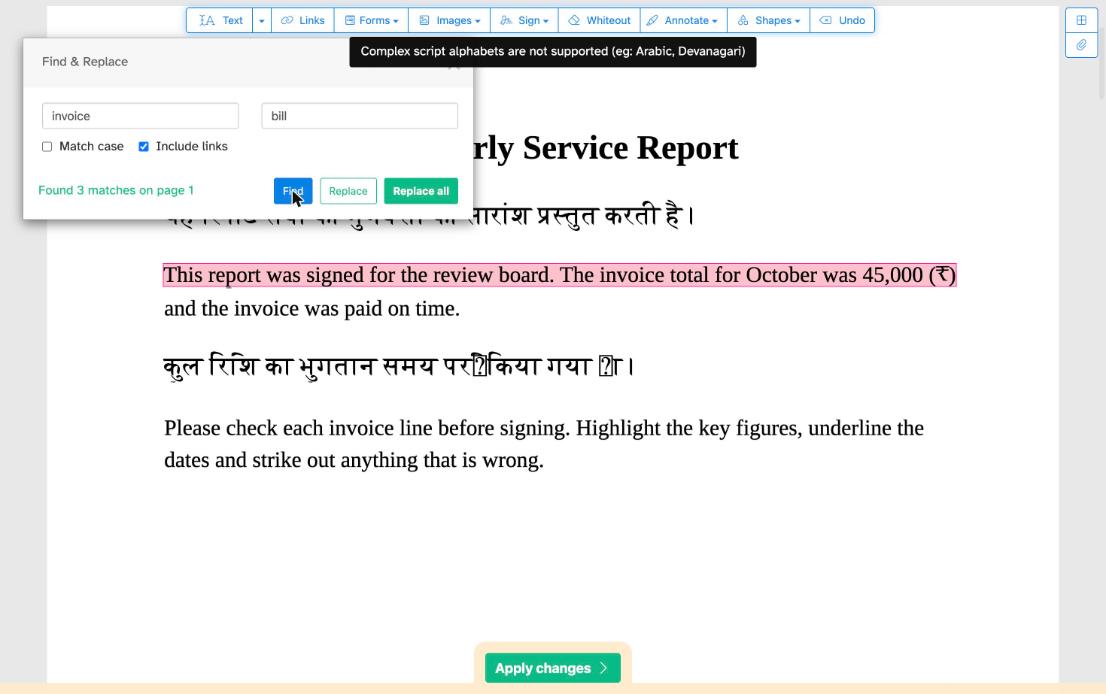 Text Links Forms Images Sign Whiteout Annotate Shapes Undo
Complex script alphabets are not supported (eg: Arabic, Devanagari)
Find & Replace
invoice bill
Match case Include links
Found 3 matches on page 1 Find Replace Replace all
Service Report
सारांश प्रस्तुत करती है।
This report was signed for the review board. The invoice total for October was 45,000 (₹)
and the invoice was paid on time.
का भुगतान समय किया गया
Please check each invoice line before signing. Highlight the key figures, underline the
dates and strike out anything that is wrong.
Apply changes